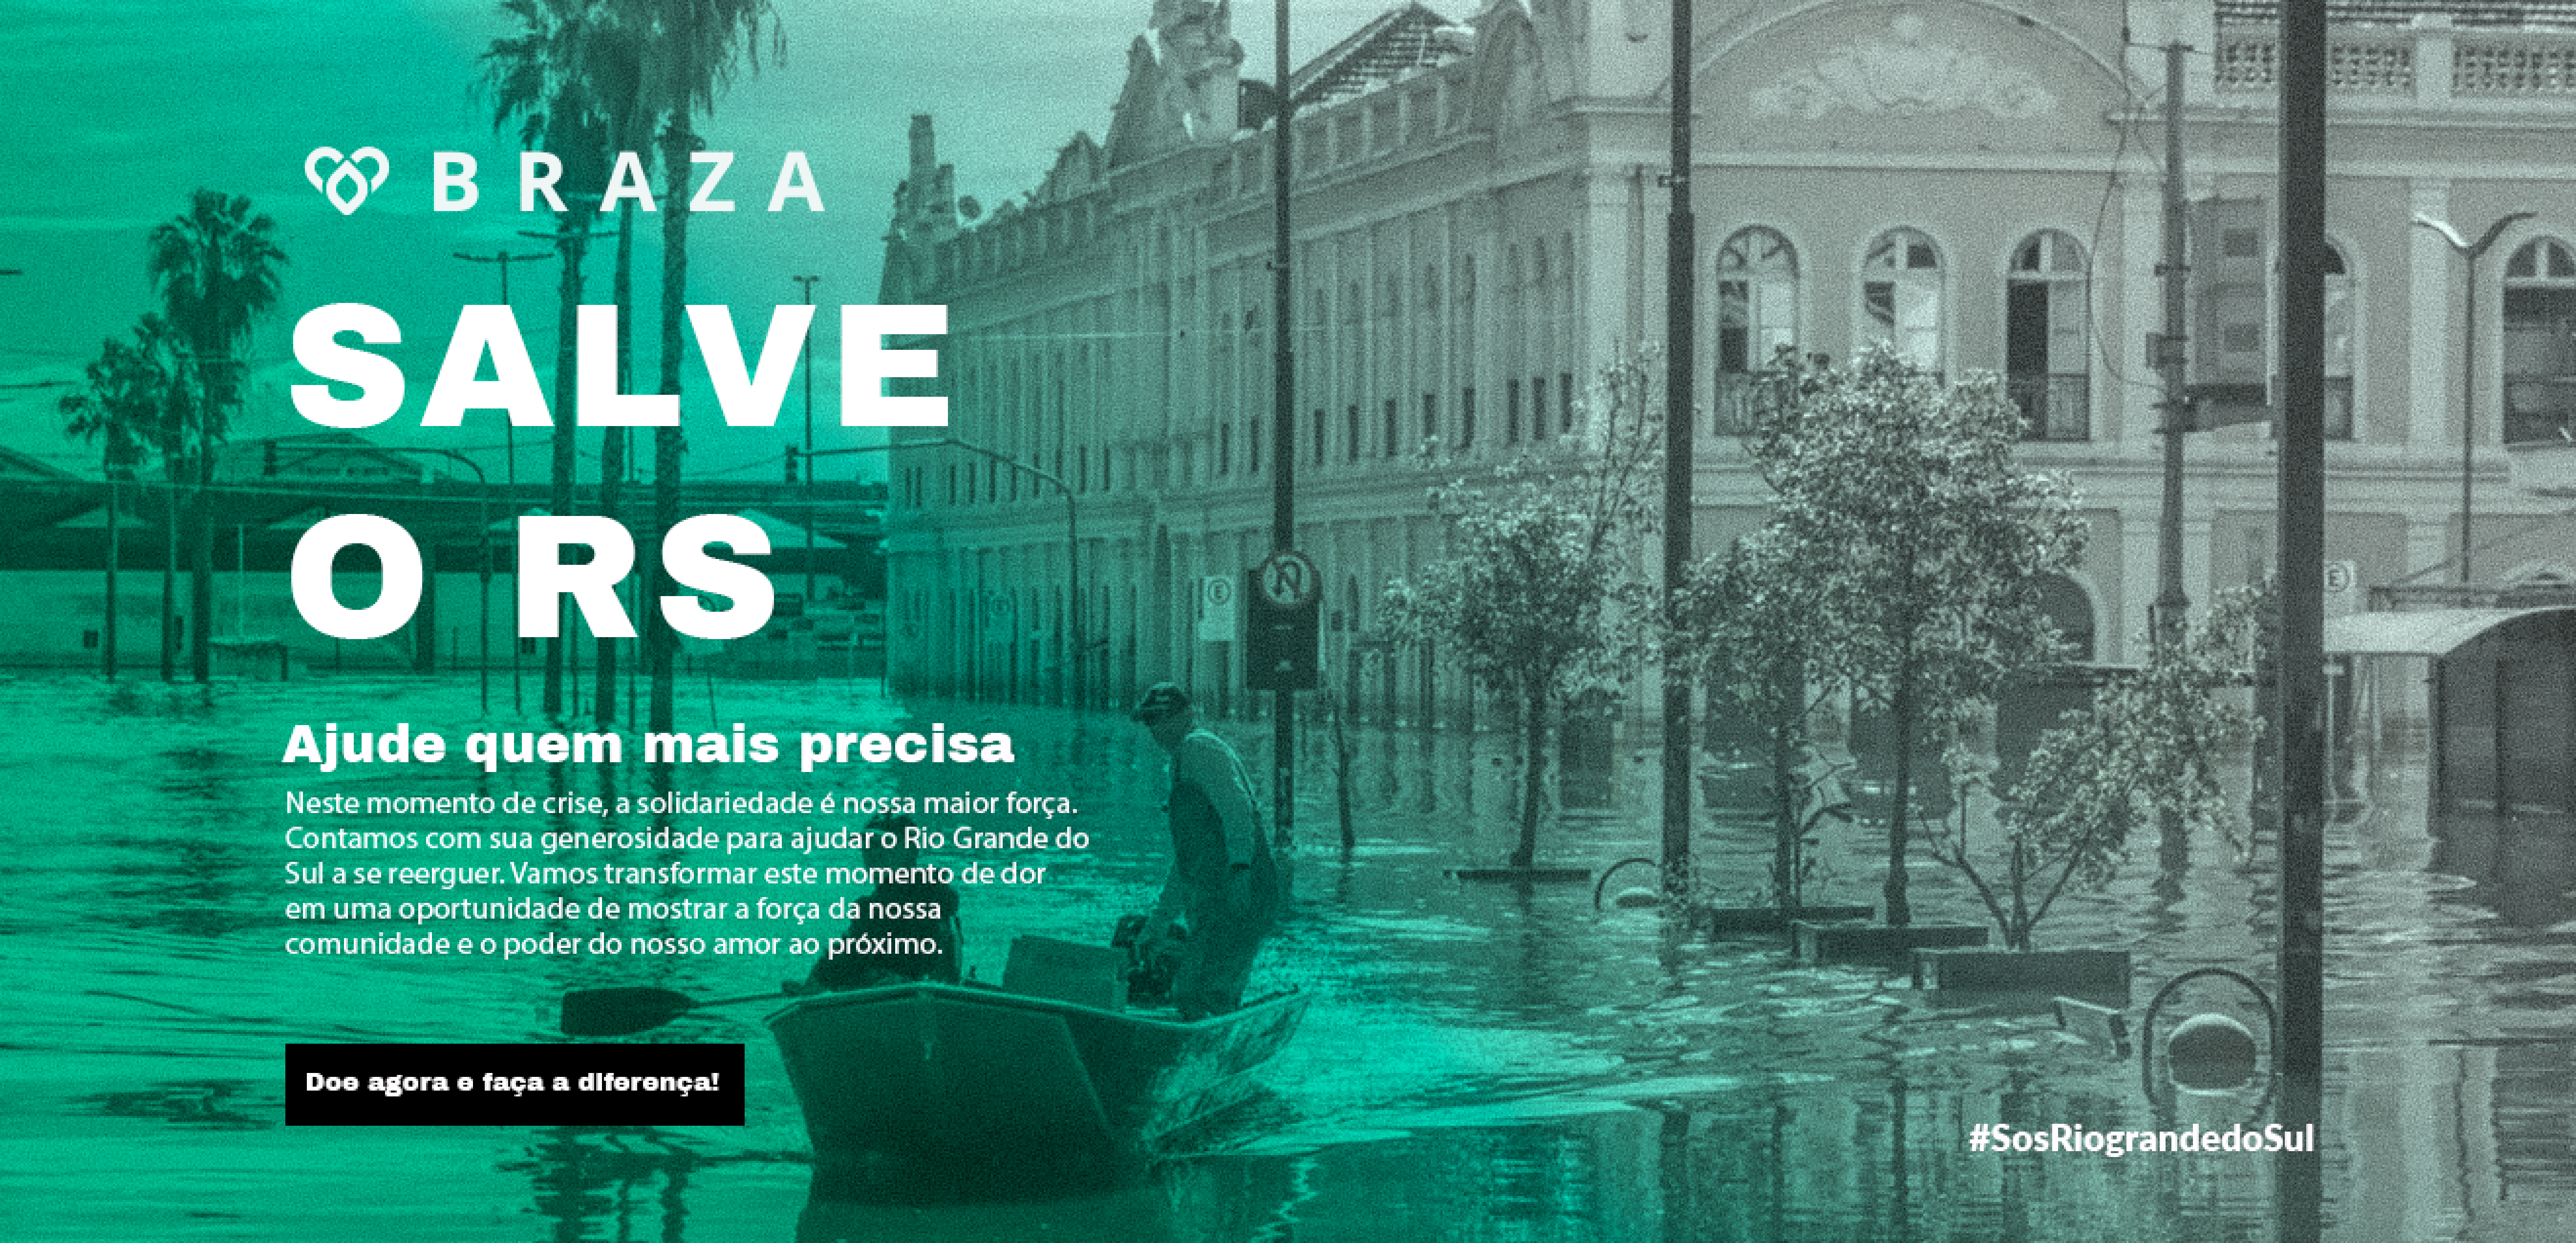 BRAZA
SALVE
O RS
Ajude quem mais precisa
Neste momento de crise, a solidariedade é nossa maior força.
Contamos com sua generosidade para ajudar o Rio Grande do
Sul a se reerguer. Vamos transformar este momento de dor
em uma oportunidade de mostrar a força da nossa
comunidade e o poder do nosso amor ao próximo.
Doe agora e faça a diferença!
#SosRiograndedoSul
E
E